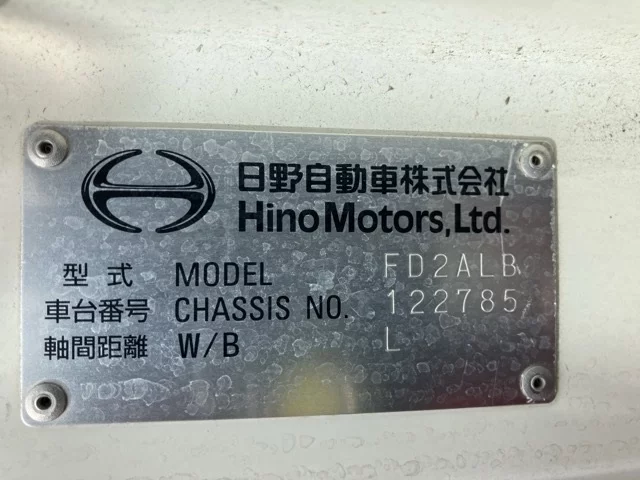 日野自動車株式会社
Hino Motors, Ltd.
型式 MODEL FD2ALB
車台番号 CHASSIS NO. 122785
軸間距離 W/B L